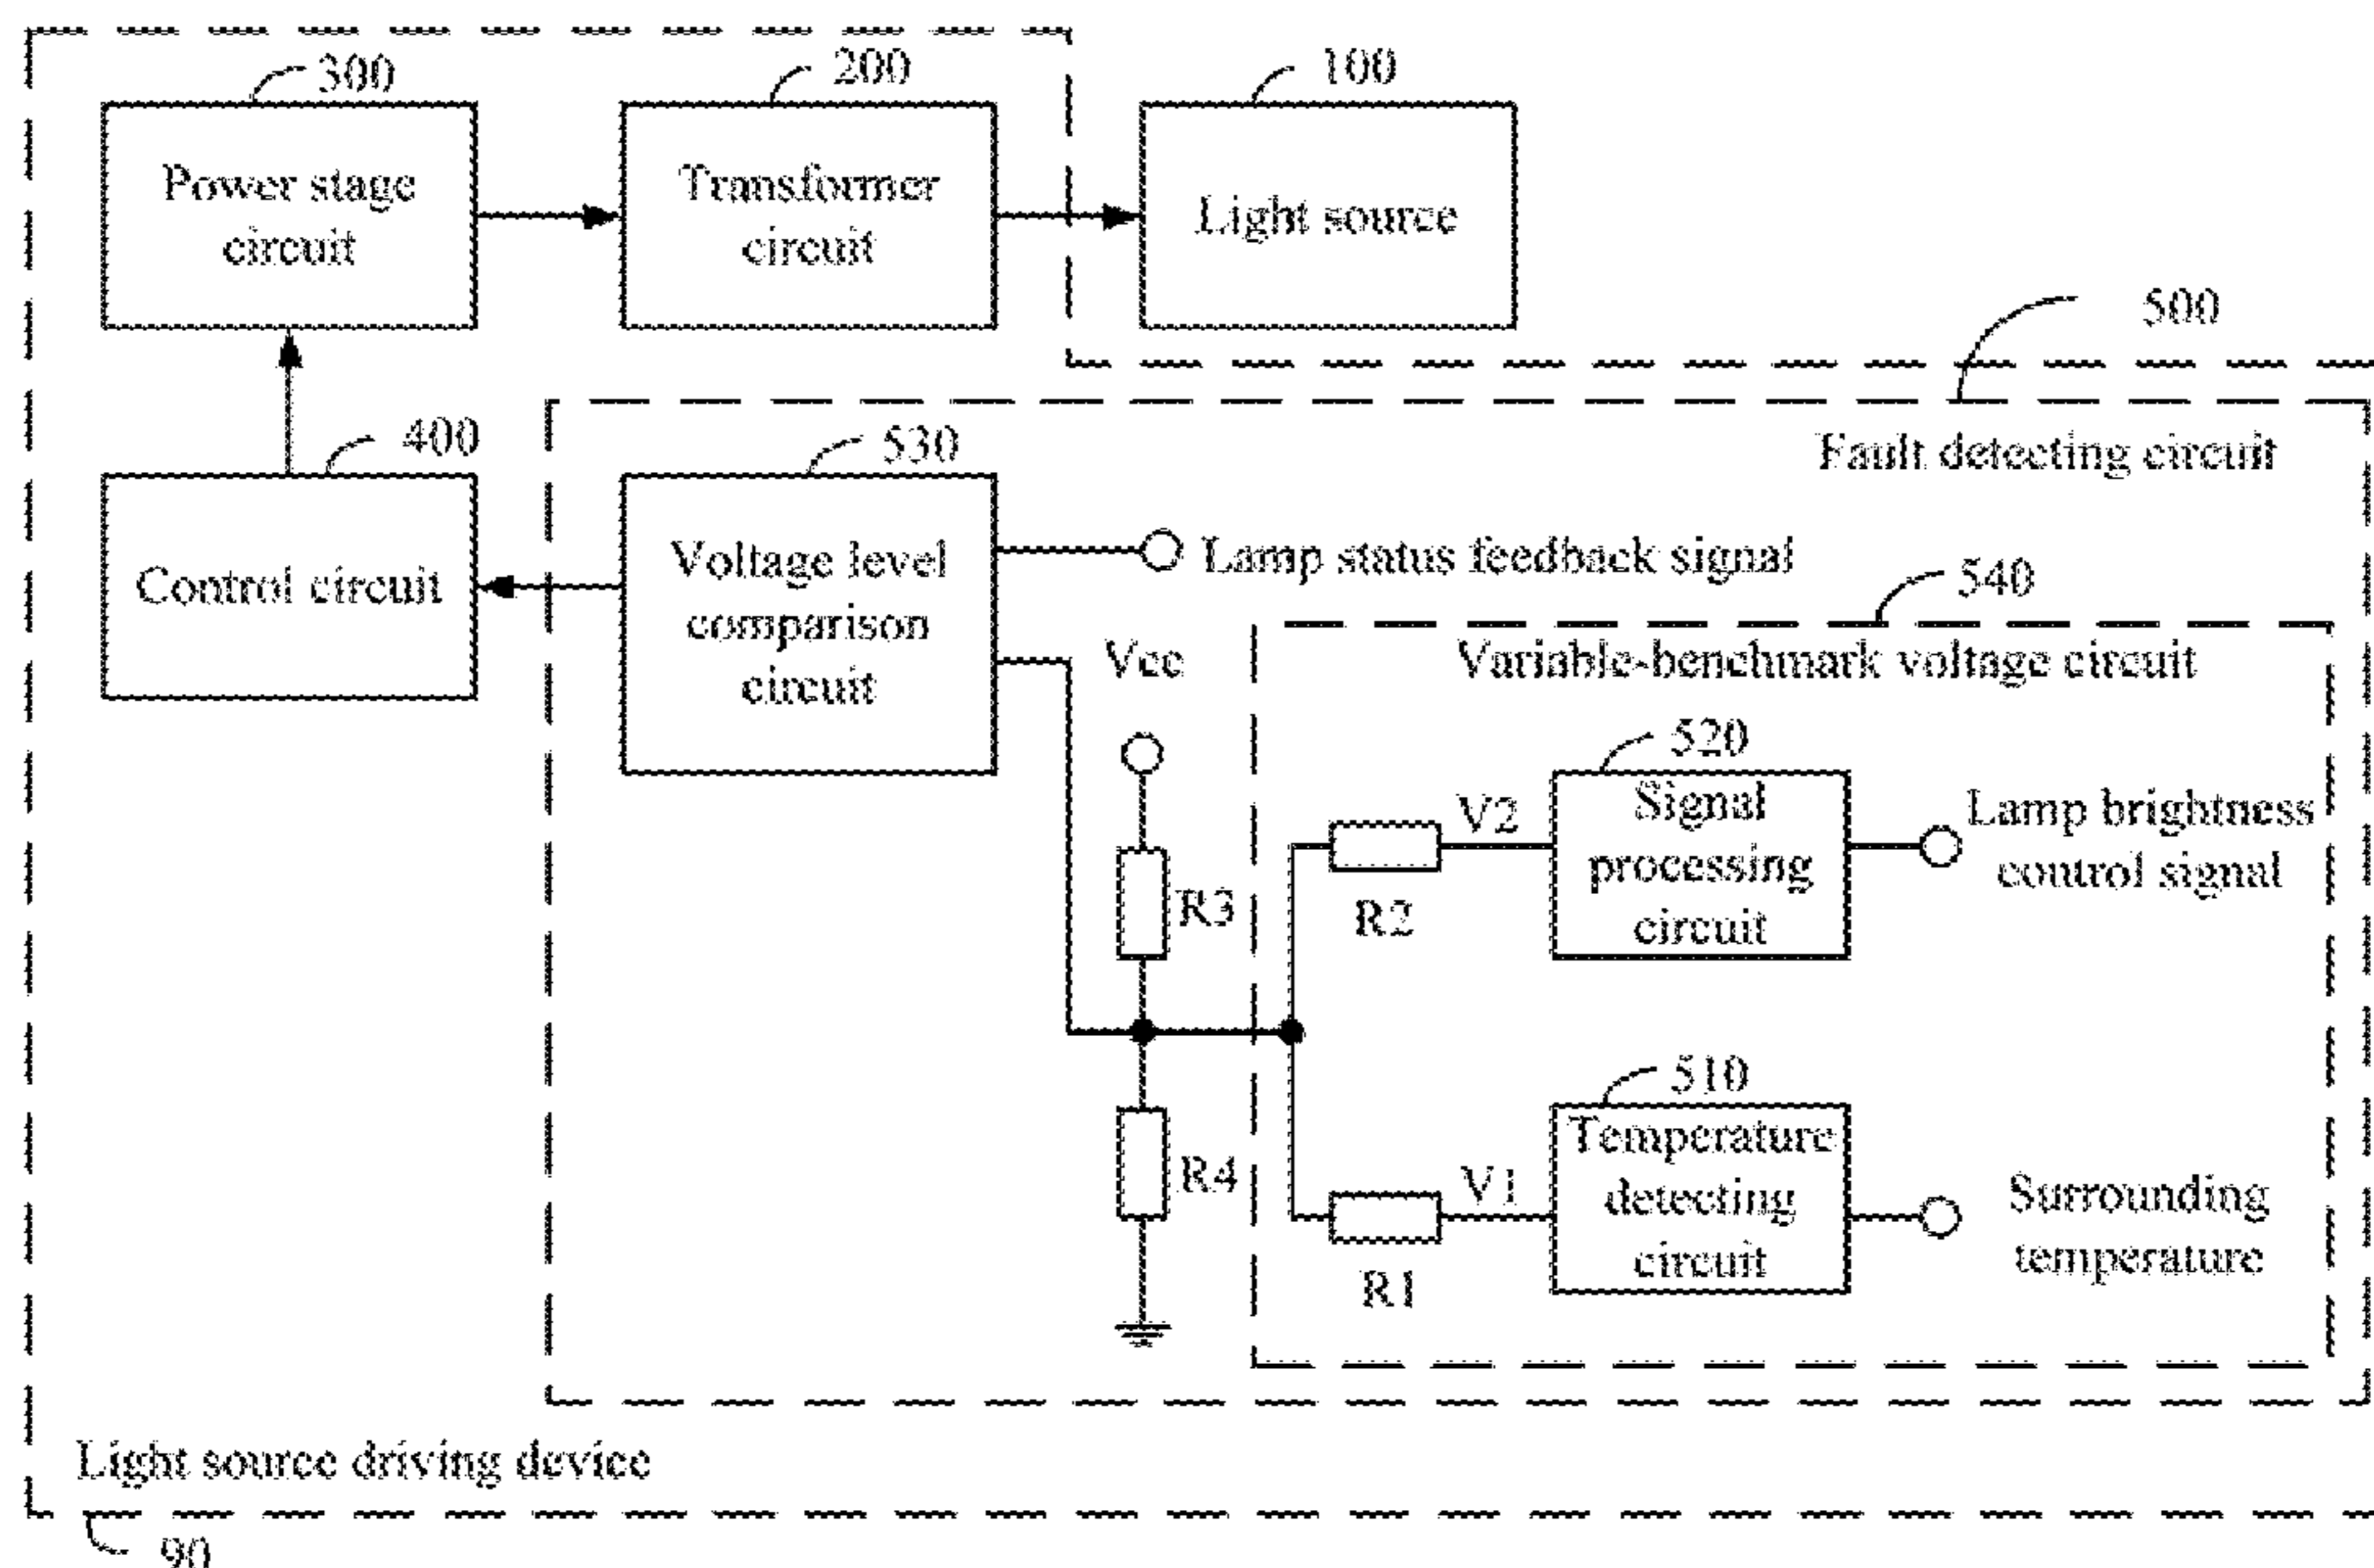 300
200
100
Power stage
circuit
Transformer
circuit
Light source
500
Fault detecting circuit
400
530
Control circuit
Voltage level
comparison
circuit
Lamp status feedback signal
540
Variable-benchmark voltage circuit
Vcc
520
Signal
processing
circuit
V2
R2
Lamp brightness
control signal
R3
510
Temperature
detecting
circuit
V1
R1
Surrounding
temperature
R4
Light source driving device
90